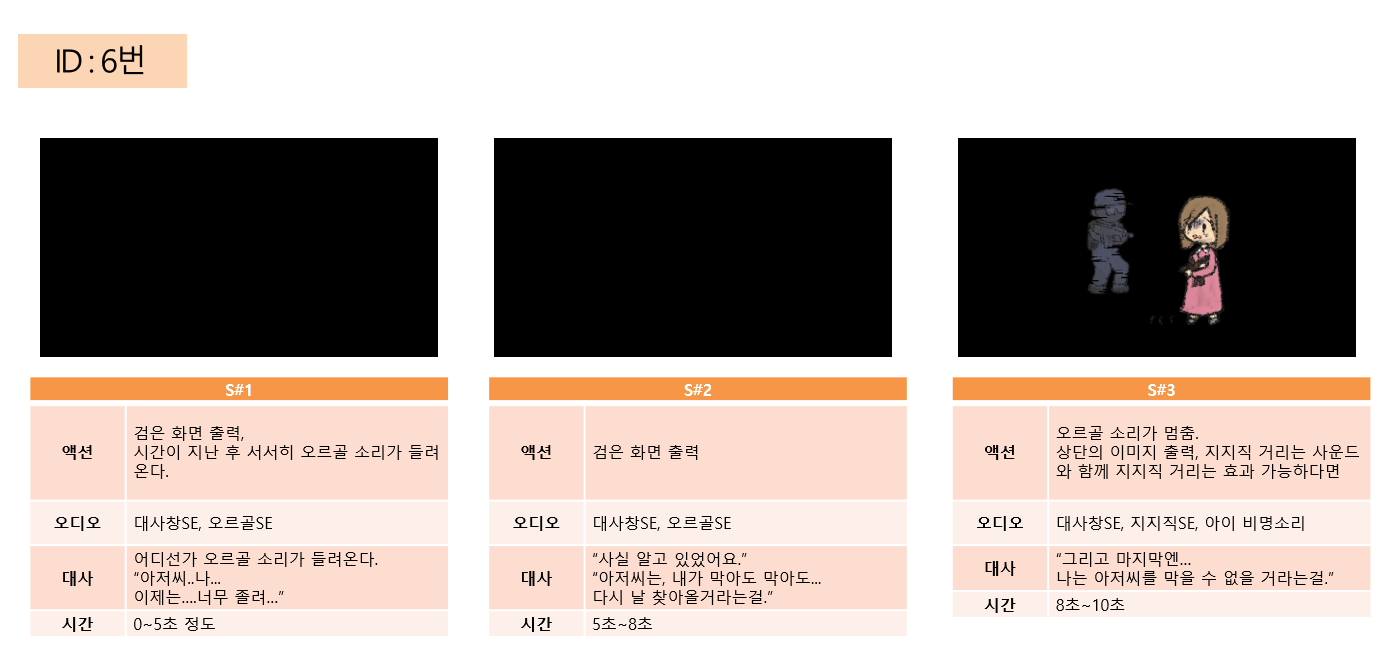 ID : 6번
S#1
액션
검은 화면 출력,
시간이 지난 후 서서히 오르골 소리가 들려
온다.
오디오
대사창SE, 오르골SE
대사
어디선가 오르골 소리가 들려온다.
“아저씨..나...
이제는....너무 졸려...”
시간
0~5초 정도
S#2
액션
검은 화면 출력
오디오
대사창SE, 오르골SE
대사
“사실 알고 있었어요.”
“아저씨는, 내가 막아도 막아도...
다시 날 찾아올거라는걸.”
시간
5초~8초
S#3
액션
오르골 소리가 멈춤.
상단의 이미지 출력, 지지직 거리는 사운드
와 함께 지지직 거리는 효과 가능하다면
오디오
대사창SE, 지지직SE, 아이 비명소리
대사
“그리고 마지막엔...
나는 아저씨를 막을 수 없을 거라는걸.”
시간
8초~10초